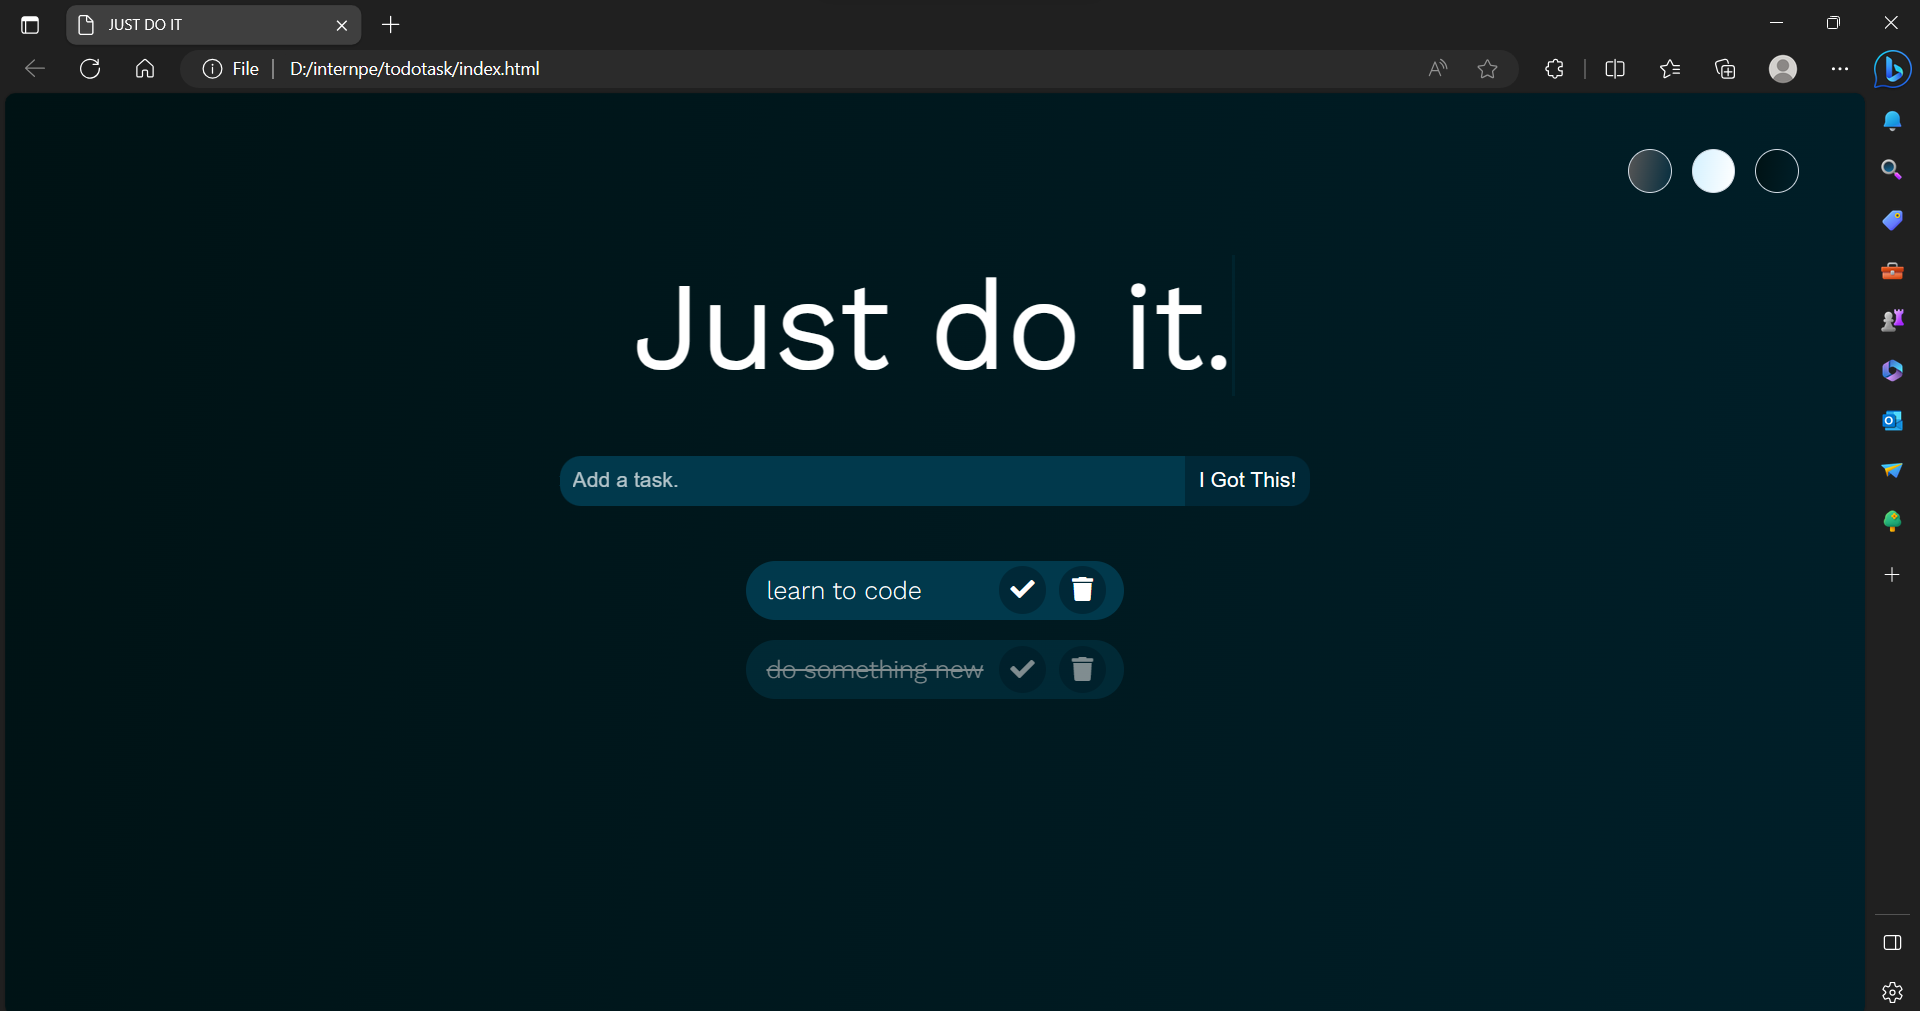 JUST DO IT
File D:/internpe/todotask/index.html
Just do it.
Add a task. I Got This!
learn to code
do something new